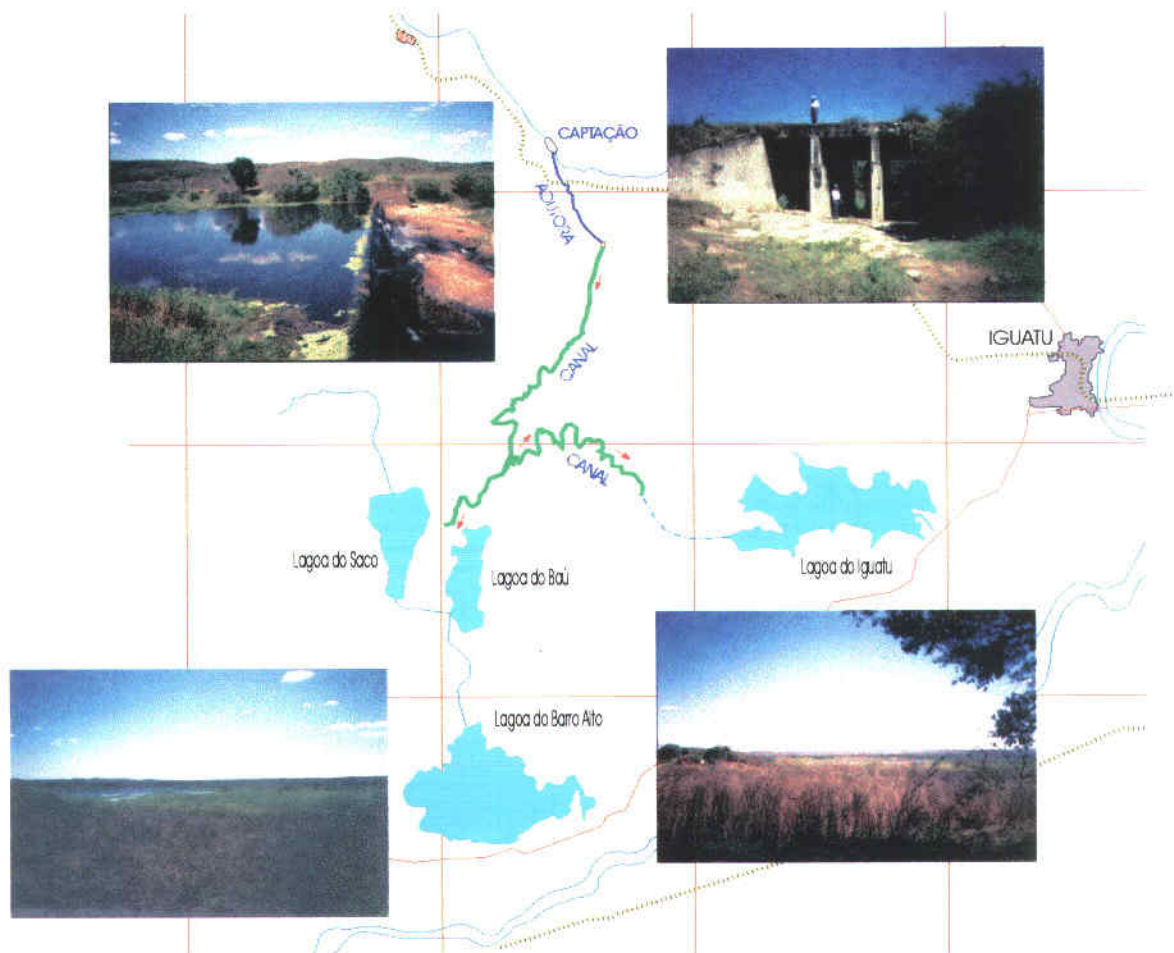 CAPTAÇÃO
ADUTORA
IGUATU
CANAL
CANAL
Lagoa do Saco
Lagoa do Baú
Lagoa do Iguatu
Lagoa do Barro Alto